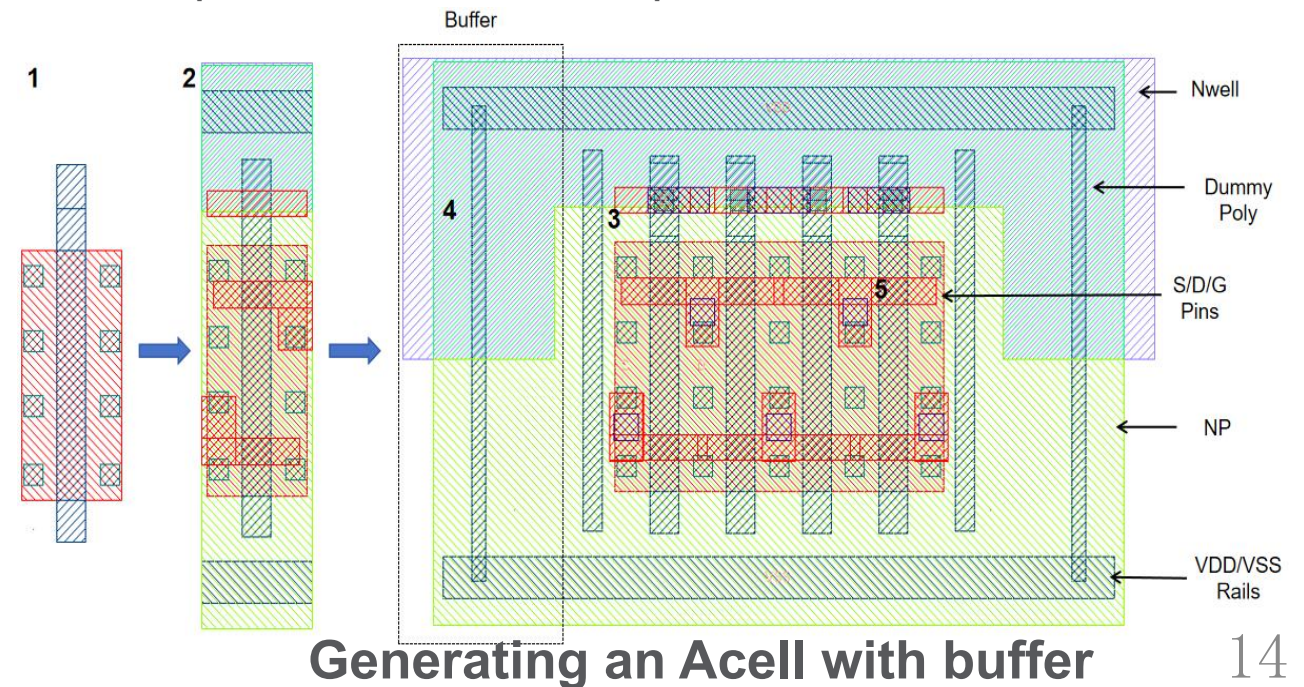 Buffer
1
2
3
4
5
Nwell
Dummy
Poly
S/D/G
Pins
NP
VDD/VSS
Rails
Generating an Acell with buffer
14